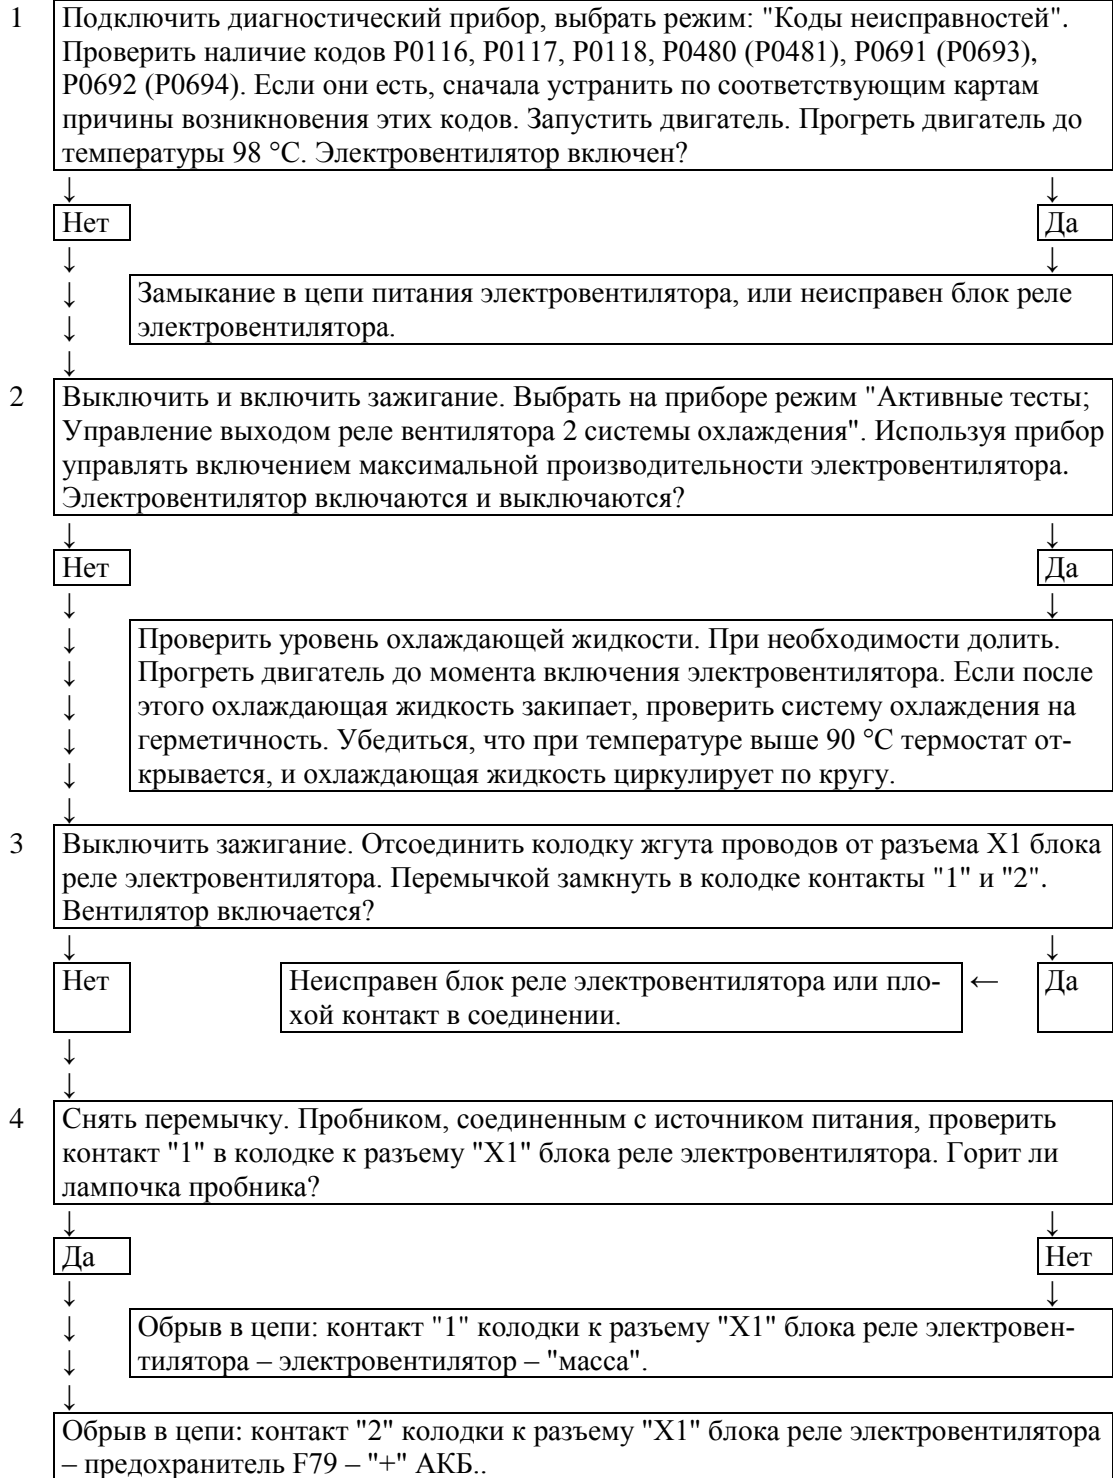 1 Подключить диагностический прибор, выбрать режим: "Коды неисправностей".
Проверить наличие кодов P0116, P0117, P0118, P0480 (P0481), P0691 (P0693),
P0692 (P0694). Если они есть, сначала устранить по соответствующим картам
причины возникновения этих кодов. Запустить двигатель. Прогреть двигатель до
температуры 98 °C. Электровентилятор включен?
↓ ↓
Нет Да
↓ ↓
↓ Замыкание в цепи питания электровентилятора, или неисправен блок реле
↓ электровентилятора.
↓
2 Выключить и включить зажигание. Выбрать на приборе режим "Активные тесты;
Управление выходом реле вентилятора 2 системы охлаждения". Используя прибор
управлять включением максимальной производительности электровентилятора.
Электровентилятор включаются и выключаются?
↓ ↓
Нет Да
↓ ↓
↓ Проверить уровень охлаждающей жидкости. При необходимости долить.
↓ Прогреть двигатель до момента включения электровентилятора. Если после
↓ этого охлаждающая жидкость закипает, проверить систему охлаждения на
↓ герметичность. Убедиться, что при температуре выше 90 °C термостат от-
↓ крывается, и охлаждающая жидкость циркулирует по кругу.
↓
3 Выключить зажигание. Отсоединить колодку жгута проводов от разъема X1 блока
реле электровентилятора. Перемычкой замкнуть в колодке контакты "1" и "2".
Вентилятор включается?
↓ ↓
Нет Неисправен блок реле электровентилятора или пло- ← Да
хой контакт в соединении.
↓
↓
4 Снять перемычку. Пробником, соединенным с источником питания, проверить
контакт "1" в колодке к разъему "X1" блока реле электровентилятора. Горит ли
лампочка пробника?
↓ ↓
Да Нет
↓ ↓
↓ Обрыв в цепи: контакт "1" колодки к разъему "X1" блока реле электровен-
↓ тилятора – электровентилятор – "масса".
↓
Обрыв в цепи: контакт "2" колодки к разъему "X1" блока реле электровентилятора
– предохранитель F79 – "+" АКБ..